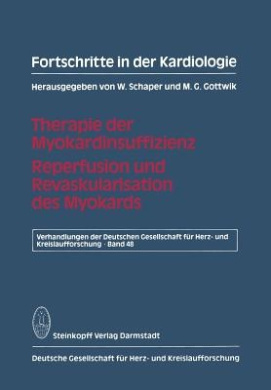 Fortschritte in der Kardiologie
Herausgegeben von W. Schaper und M. G. Gottwik
Therapie der
Myokardinsuffizienz
Reperfusion und
Revaskularisation
des Myokards
Verhandlungen der Deutschen Gesellschaft für Herz- und
Kreislaufforschung · Band 48
Steinkopff Verlag Darmstadt
Deutsche Gesellschaft für Herz- und Kreislaufforschung